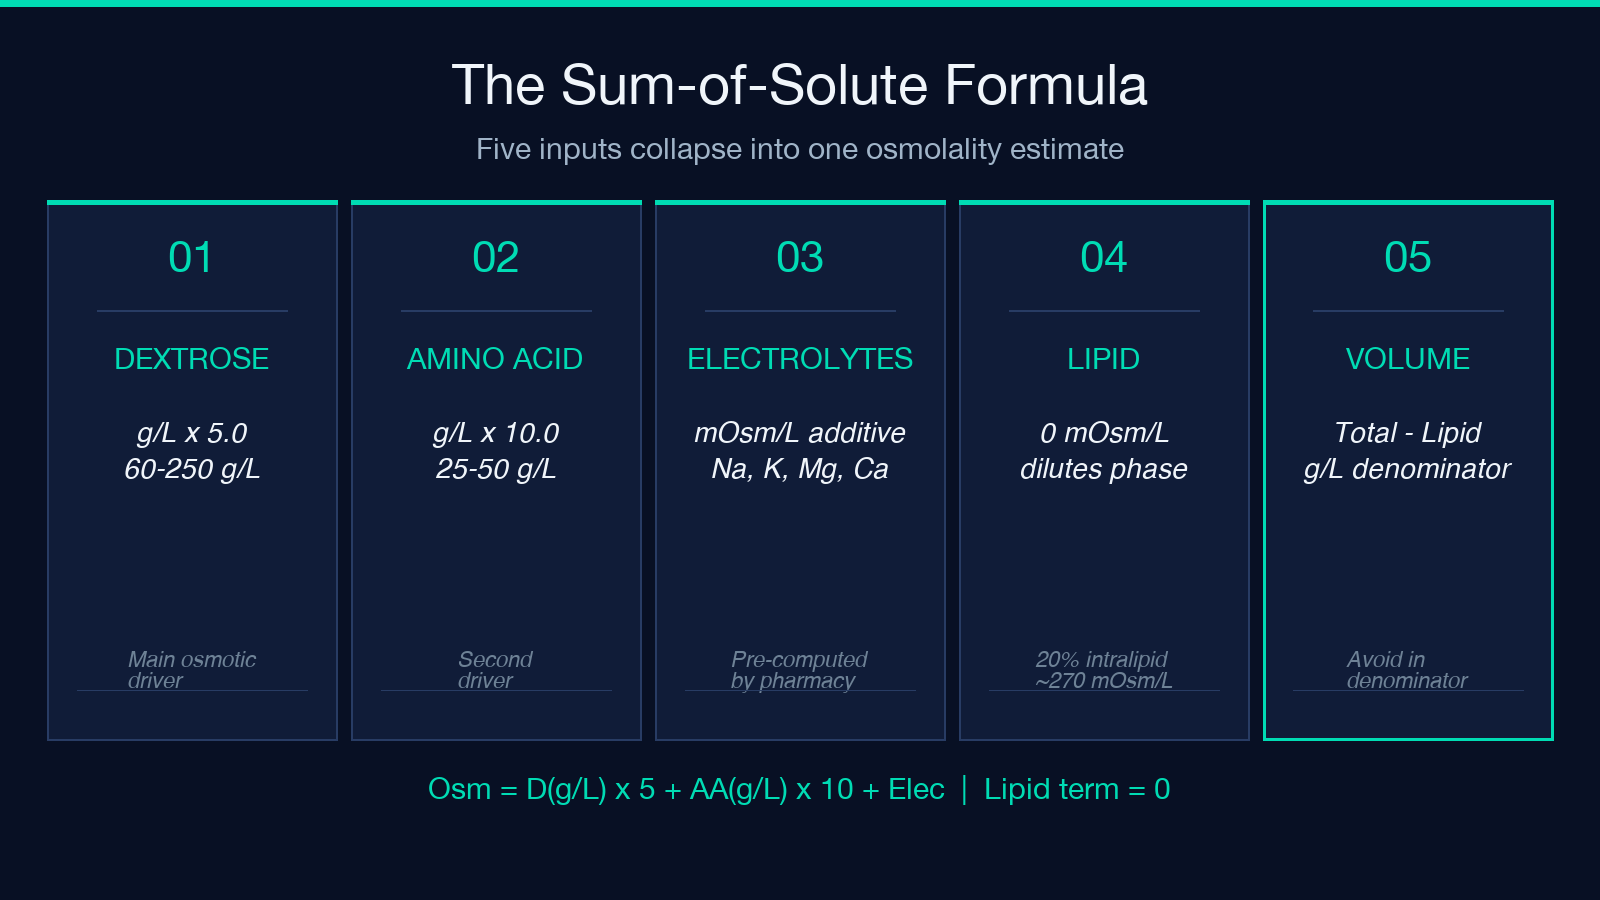 The Sum-of-Solute Formula
Five inputs collapse into one osmolality estimate
01
DEXTROSE
g/L x 5.0
60-250 g/L
Main osmotic
driver
02
AMINO ACID
g/L x 10.0
25-50 g/L
Second
driver
03
ELECTROLYTES
mOsm/L additive
Na, K, Mg, Ca
Pre-computed
by pharmacy
04
LIPID
0 mOsm/L
dilutes phase
20% intralipid
~270 mOsm/L
05
VOLUME
Total - Lipid
g/L denominator
Avoid in
denominator
Osm = D(g/L) x 5 + AA(g/L) x 10 + Elec | Lipid term = 0